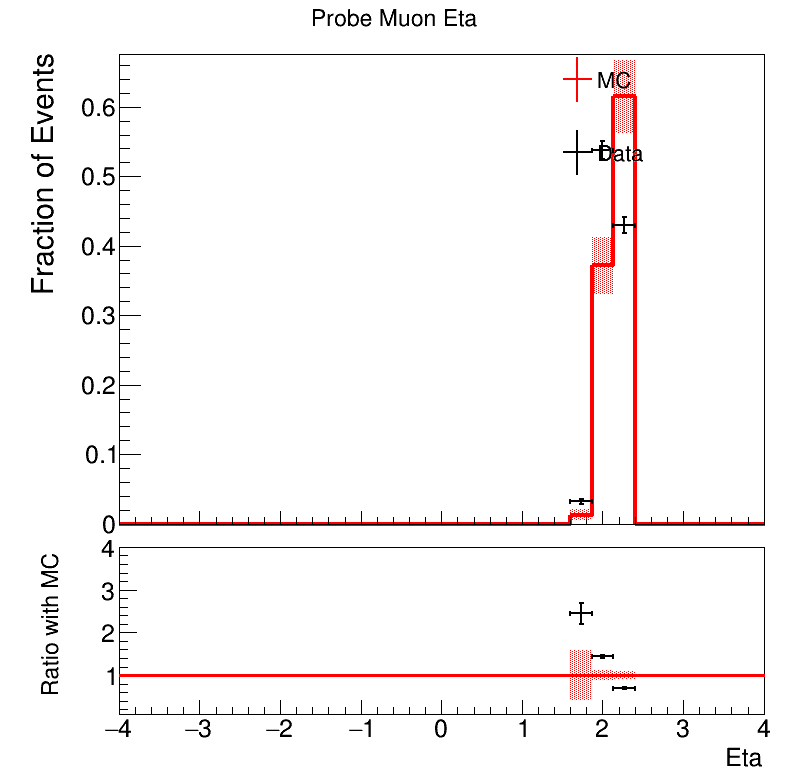 Probe Muon Eta
Fraction of Events
0.6
0.5
0.4
0.3
0.2
0.1
0
MC
Data
Ratio with MC
4
3
2
1
−4 −3 −2 −1 0 1 2 3 4
Eta